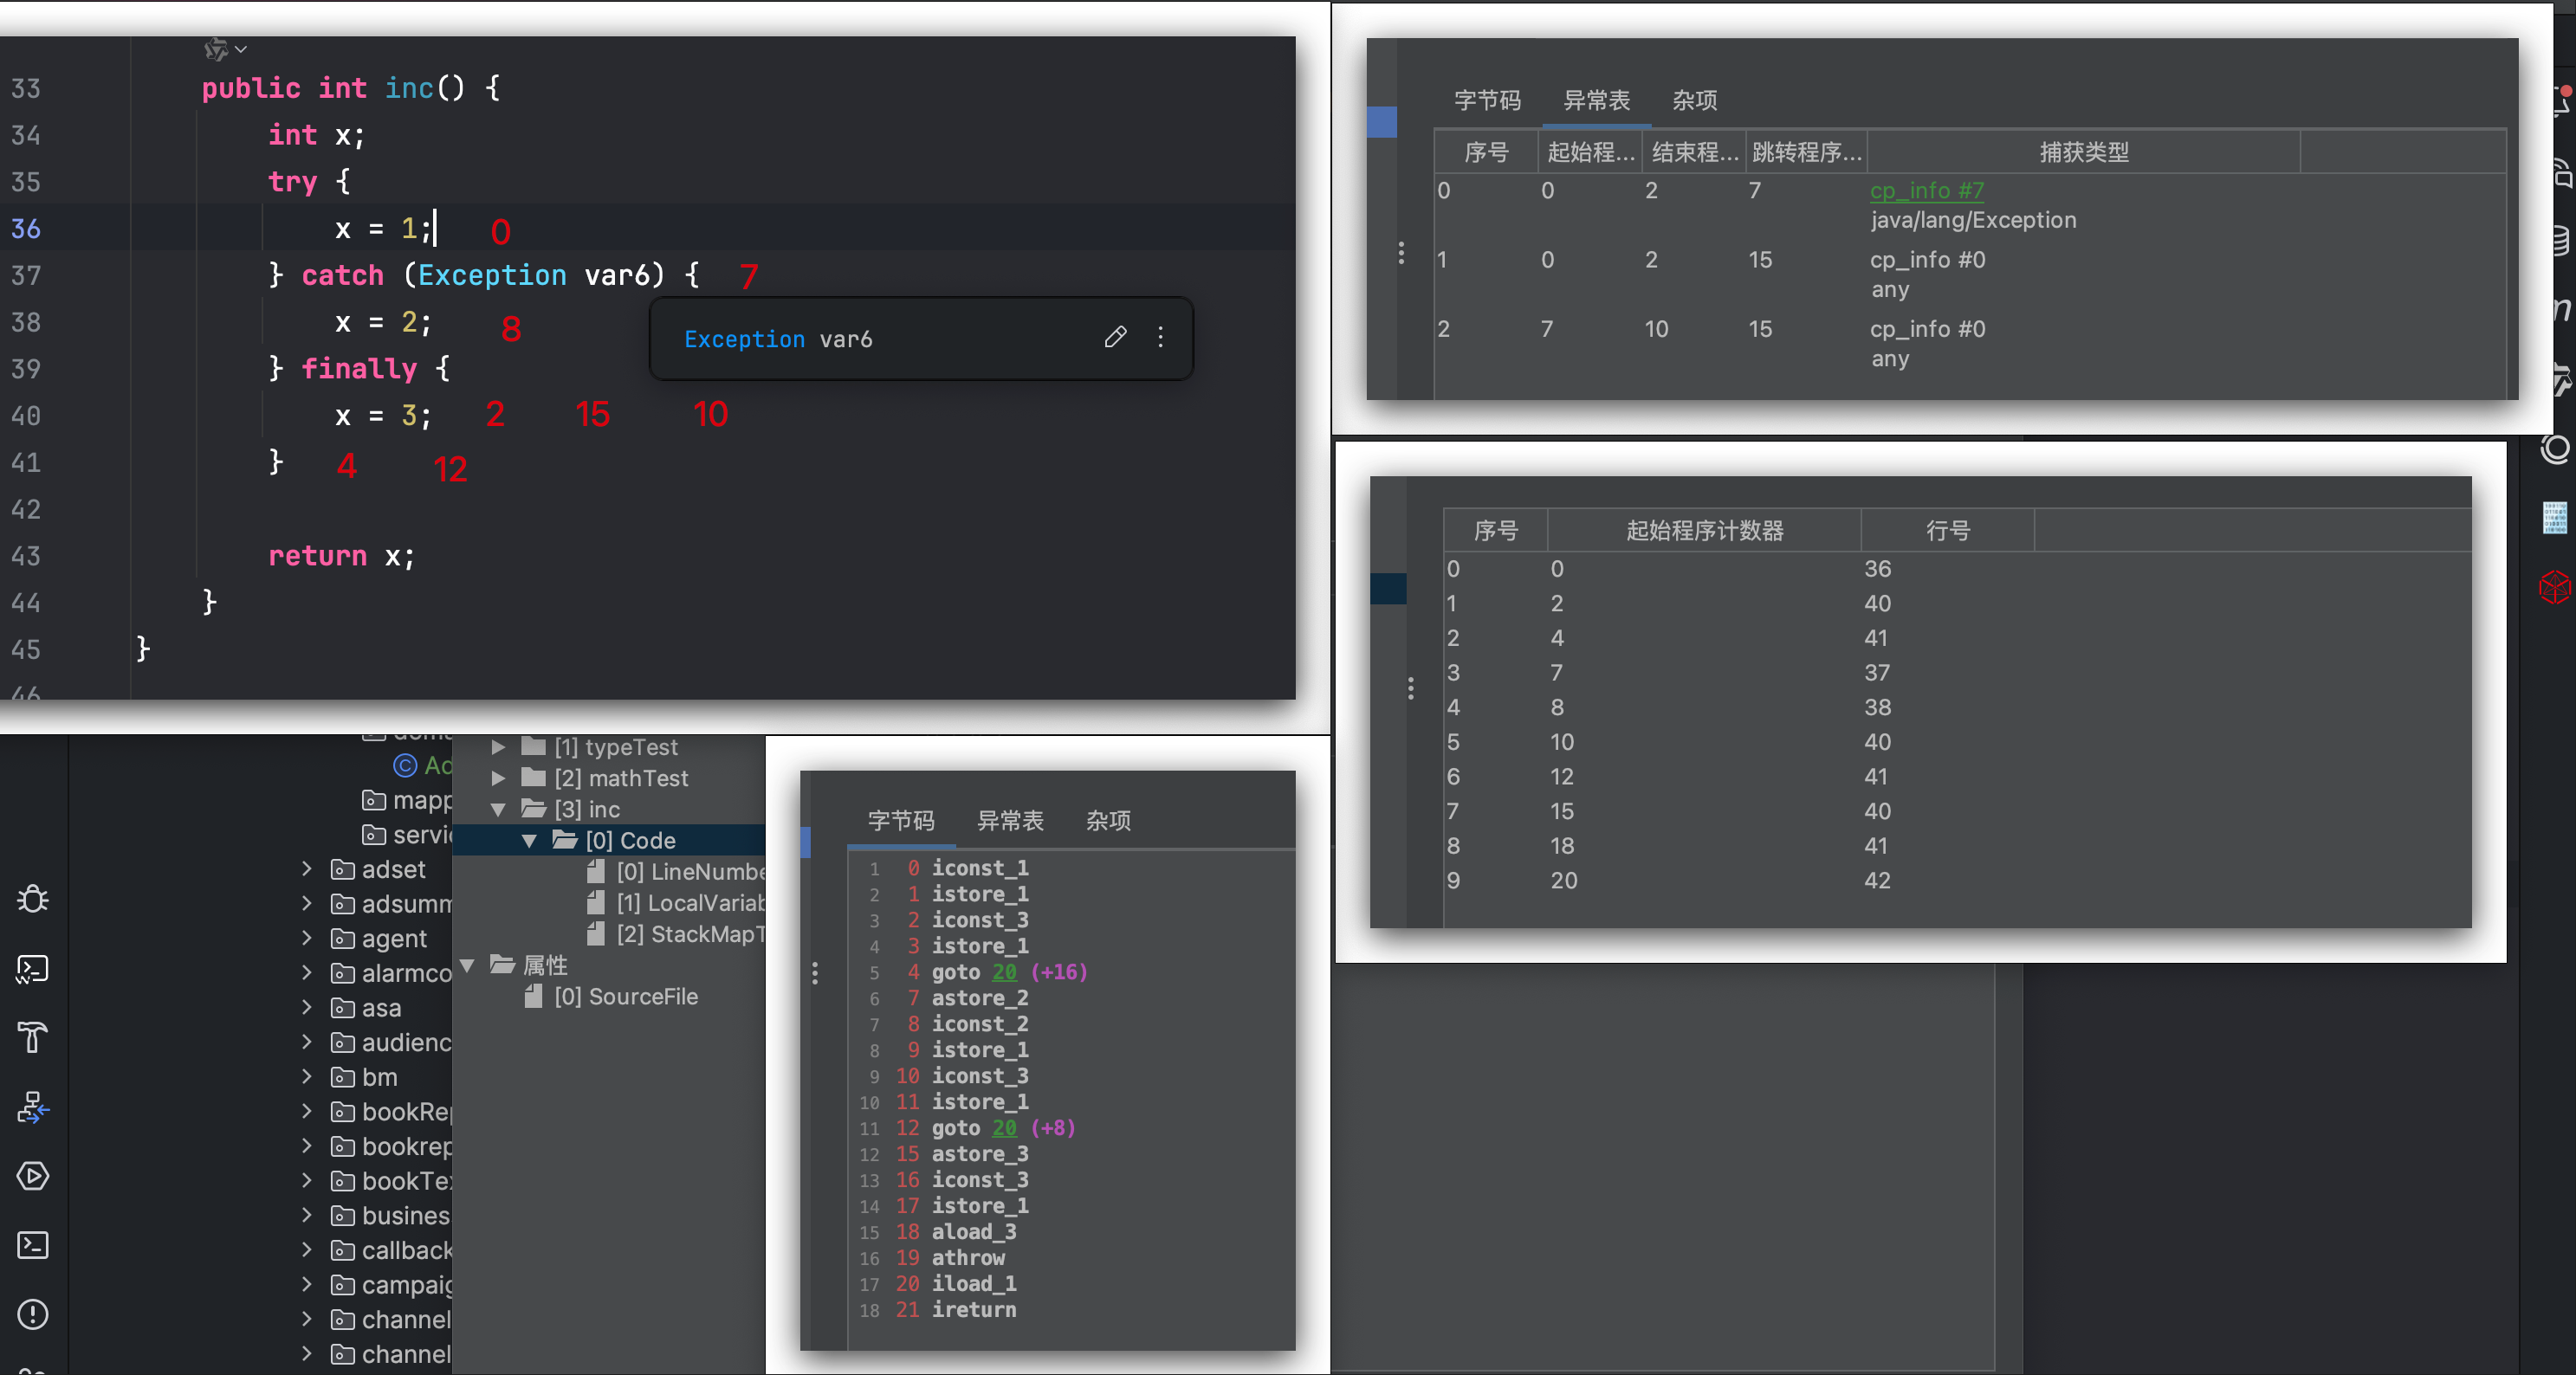 33 public int inc() {
34 int x;
35 try {
36 x = 1; 0
37 } catch (Exception var6) { 7
38 x = 2; 8
Exception var6
39 } finally {
40 x = 3; 2 15 10
41 } 4 12
42
43 return x;
44 }
45 }
46
字节码 异常表 杂项
序号 起始程... 结束程... 跳转程序... 捕获类型
0 0 2 7 cp_info #7
java/lang/Exception
1 0 2 15 cp_info #0
any
2 7 10 15 cp_info #0
any
序号 起始程序计数器 行号
0 0 36
1 2 40
2 4 41
3 7 37
4 8 38
5 10 40
6 12 41
7 15 40
8 18 41
9 20 42
Ad
mapp
servi
adset
adsumm
agent
alarmco
asa
audienc
bm
bookRep
bookrep
bookTex
busines
callback
campaig
channel
channel
[1] typeTest
[2] mathTest
[3] inc
[0] Code
[0] LineNumbe
[1] LocalVariab
[2] StackMapT
属性
[0] SourceFile
字节码 异常表 杂项
1 0 iconst_1
2 1 istore_1
3 2 iconst_3
4 3 istore_1
5 4 goto 20 (+16)
6 7 astore_2
7 8 iconst_2
8 9 istore_1
9 10 iconst_3
10 11 istore_1
11 12 goto 20 (+8)
12 15 astore_3
13 16 iconst_3
14 17 istore_1
15 18 aload_3
16 19 athrow
17 20 iload_1
18 21 ireturn